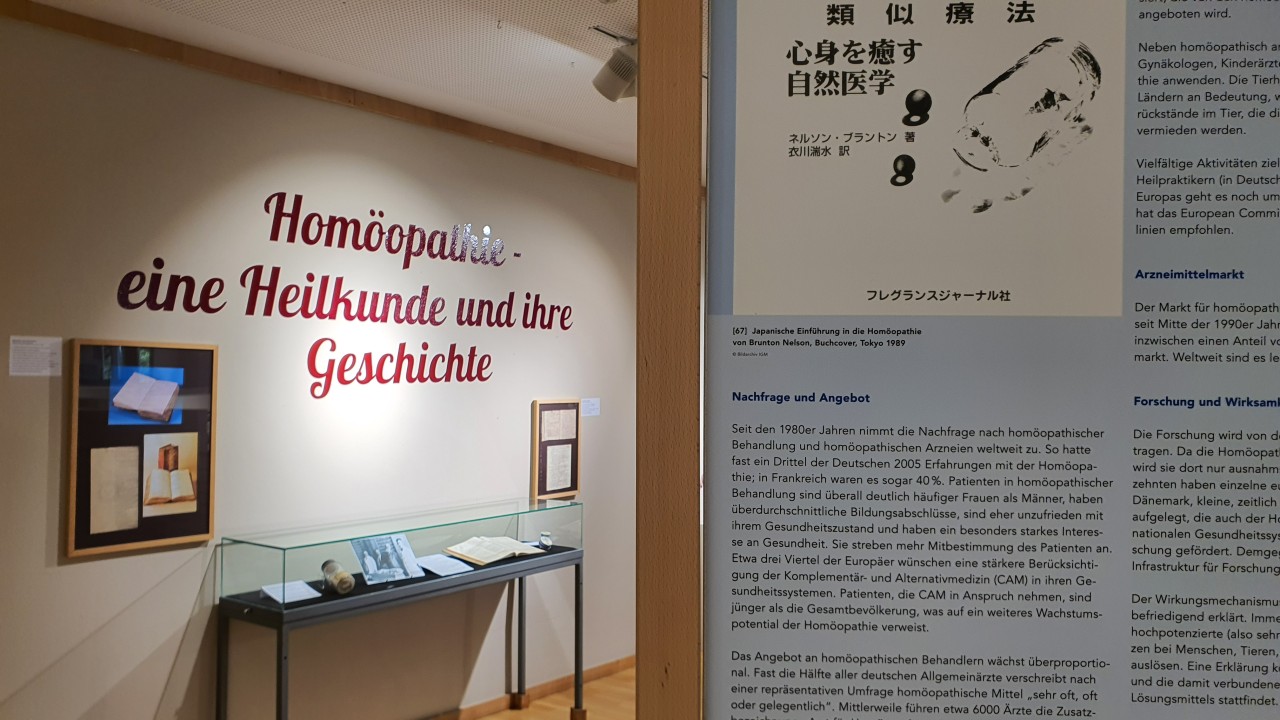 Homöopathie -
eine Heilkunde und ihre
Geschichte
類似療法
心身を癒す
自然医学
ネルソン・ブラントン 著
衣川湍水 訳
フレグランスジャーナル社
[67] Japanische Einführung in die Homöopathie
von Brunton Nelson, Buchcover, Tokyo 1989
Nachfrage und Angebot
Seit den 1980er Jahren nimmt die Nachfrage nach homöopathischer
Behandlung und homöopathischen Arzneien weltweit zu. So hatte
fast ein Drittel der Deutschen 2005 Erfahrungen mit der Homöopa-
thie; in Frankreich waren es sogar 40 %. Patienten in homöopathischer
Behandlung sind überall deutlich häufiger Frauen als Männer, haben
überdurchschnittliche Bildungsabschlüsse, sind eher unzufrieden mit
ihrem Gesundheitszustand und haben ein besonders starkes Interes-
se an Gesundheit. Sie streben mehr Mitbestimmung des Patienten an.
Etwa drei Viertel der Europäer wünschen eine stärkere Berücksichti-
gung der Komplementär- und Alternativmedizin (CAM) in ihren Ge-
sundheitssystemen. Patienten, die CAM in Anspruch nehmen, sind
jünger als die Gesamtbevölkerung, was auf ein weiteres Wachstums-
potential der Homöopathie verweist.
Das Angebot an homöopathischen Behandlern wächst überproportio-
nal. Fast die Hälfte aller deutschen Allgemeinärzte verschreibt nach
einer repräsentativen Umfrage homöopathische Mittel „sehr oft, oft
oder gelegentlich“. Mittlerweile führen etwa 6000 Ärzte die Zusatz-
angeboten wird.
Neben homöopathisch
Gynäkologen, Kinderärzt
thie anwenden. Die Tierh
Ländern an Bedeutung, w
rückstände im Tier, die di
vermieden werden.
Vielfältige Aktivitäten ziel
Heilpraktikern (in Deutsch
Europas geht es noch um
hat das European Commi
linien empfohlen.
Arzneimittelmarkt
Der Markt für homöopath
seit Mitte der 1990er Jahr
inzwischen einen Anteil vo
markt. Weltweit sind es le
Forschung und Wirksamk
Die Forschung wird von de
tragen. Da die Homöopat
wird sie dort nur ausnahm
zehnten haben einzelne eu
Dänemark, kleine, zeitlich
aufgelegt, die auch der H
nationalen Gesundheitssys
schung gefördert. Demge
Infrastruktur für Forschung
Der Wirkungsmechanismus
befriedigend erklärt. Imme
hochpotenzierte (also sehr
zen bei Menschen, Tieren,
auslösen. Eine Erklärung k
und die damit verbundene
Lösungsmittels stattfindet.